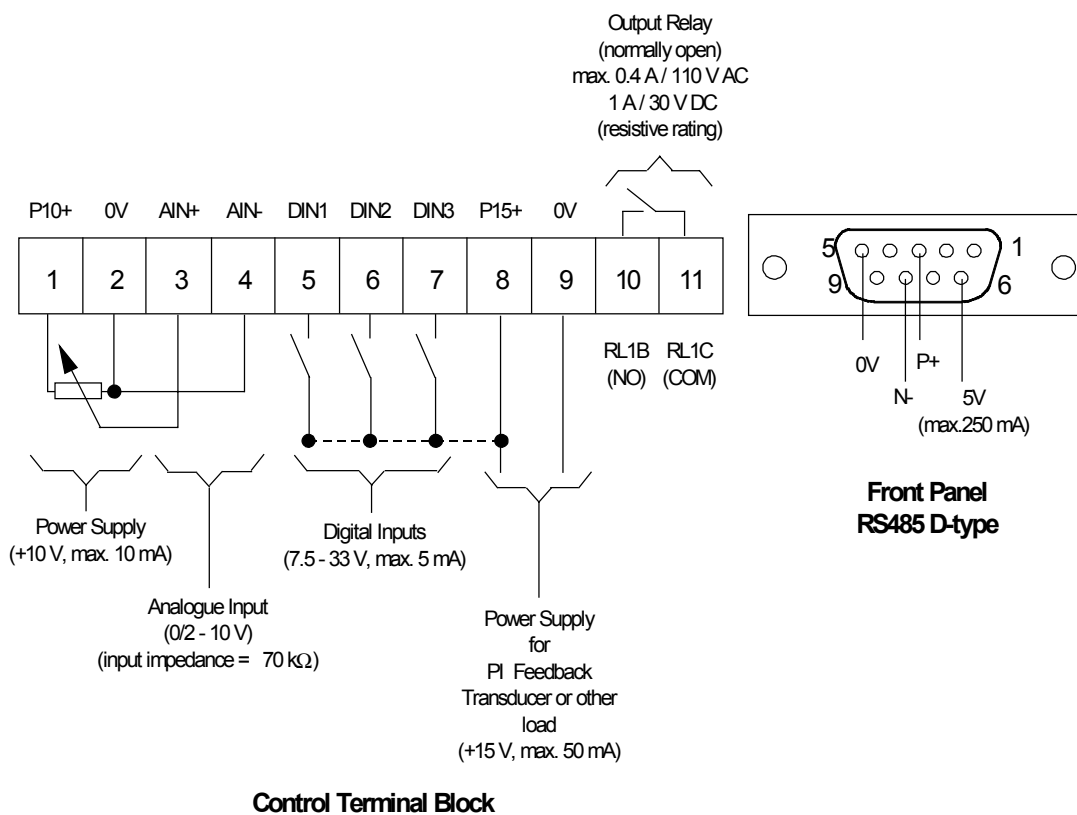 Output Relay
(normally open)
max. 0.4 A / 110 V AC
1 A / 30 V DC
(resistive rating)
P10+ 0V AIN+ AIN- DIN1 DIN2 DIN3 P15+ 0V
1 2 3 4 5 6 7 8 9 10 11
RL1B RL1C
(NO) (COM)
5 1
9 6
0V P+
N- 5V
(max.250 mA)
Front Panel
RS485 D-type
Power Supply
(+10 V, max. 10 mA)
Analogue Input
(0/2 - 10 V)
(input impedance = 70 kΩ)
Digital Inputs
(7.5 - 33 V, max. 5 mA)
Power Supply
for
PI Feedback
Transducer or other
load
(+15 V, max. 50 mA)
Control Terminal Block